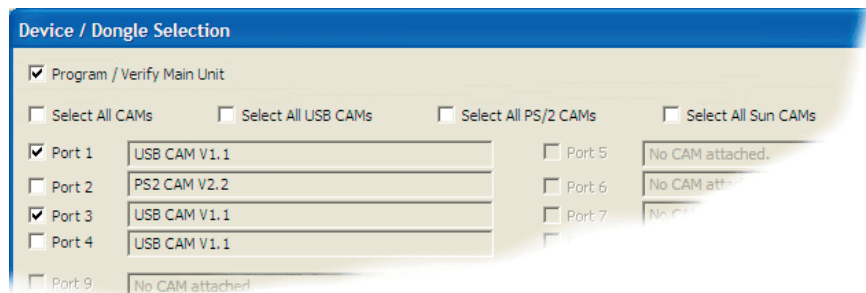 Device / Dongle Selection
Program / Verify Main Unit
Select All CAMs Select All USB CAMs Select All PS/2 CAMs Select All Sun CAMs
Port 1 USB CAM V1.1 Port 5 No CAM attached.
Port 2 PS2 CAM V2.2 Port 6 No CAM
Port 3 USB CAM V1.1 Port 7 No
Port 4 USB CAM V1.1
Port 9 No CAM attached.